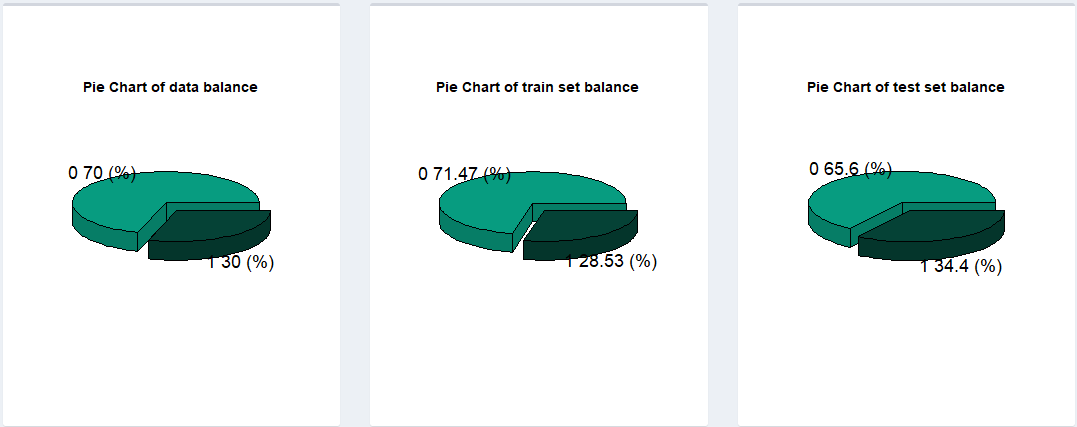 Pie Chart of data balance
0 70 (%)
1 30 (%)
Pie Chart of train set balance
0 71.47 (%)
1 28.53 (%)
Pie Chart of test set balance
0 65.6 (%)
1 34.4 (%)